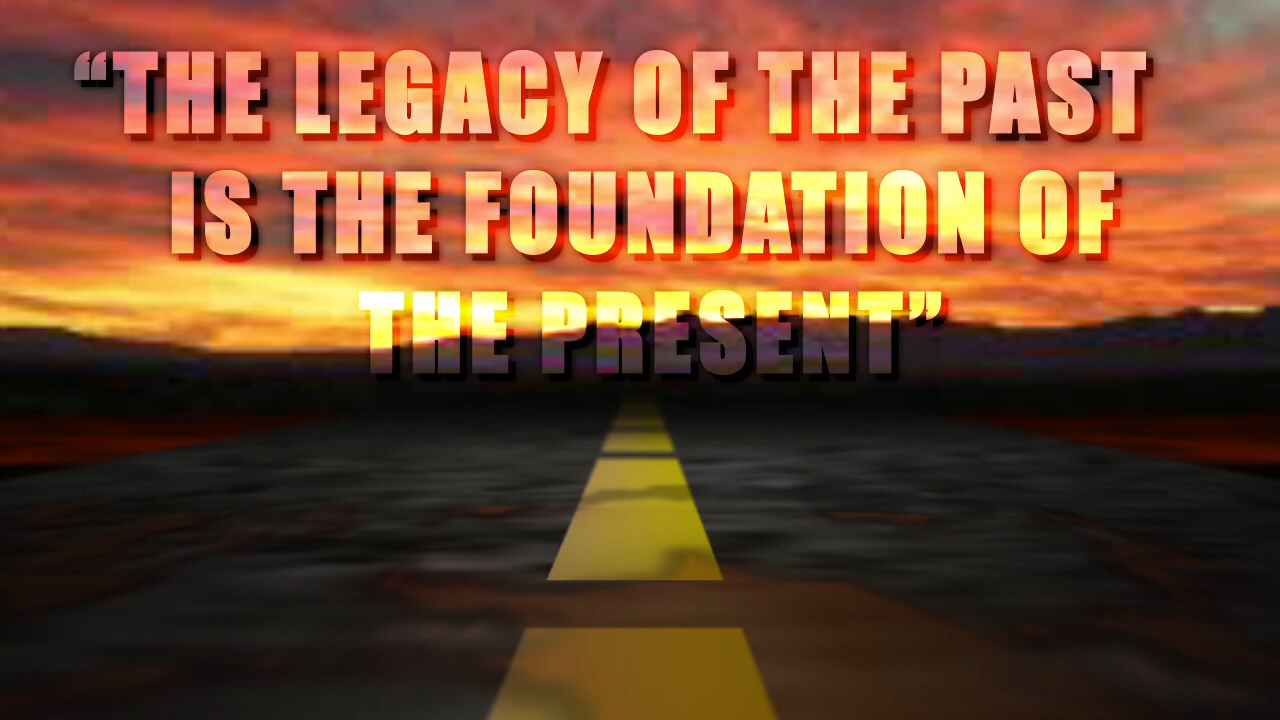 “THE LEGACY OF THE PAST
IS THE FOUNDATION OF
THE PRESENT”